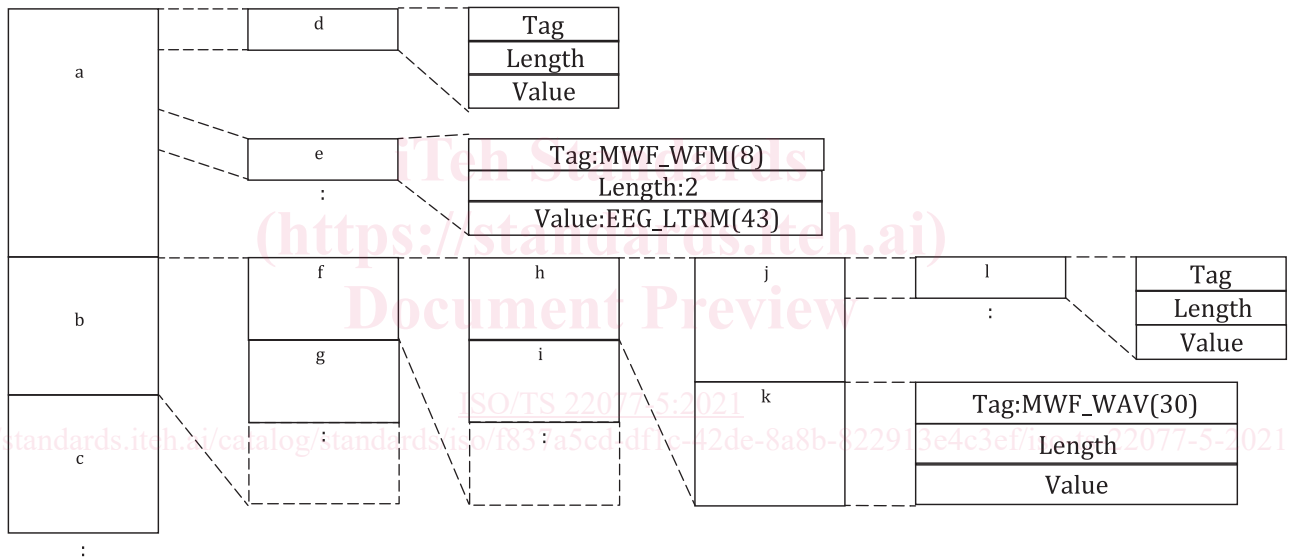 a
d
Tag
Length
Value
e
:
Tag:MWF_WFM(8)
Length:2
Value:EEG_LTRM(43)
iTeh Standards
(https://standards.iteh.ai)
Document Preview
b
f
h
j
l
:
Tag
Length
Value
g
:
i
:
k
Tag:MWF_WAV(30)
Length
Value
ISO/TS 22077-5:2021
/standards.iteh.ai/catalog/standards/iso/f837a5cd-df1c-42de-8a8b-822913e4c3ef/iso-ts-22077-5-2021
c
: